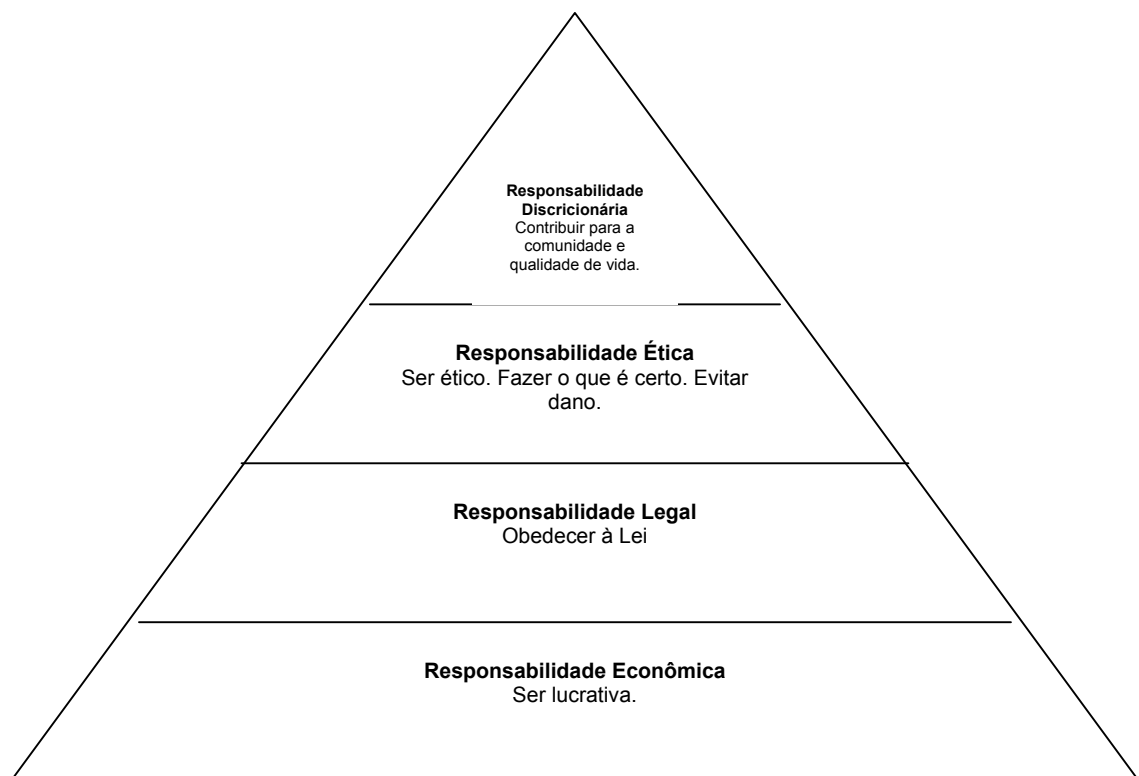 Responsabilidade
Discricionária
Contribuir para a
comunidade e
qualidade de vida.
Responsabilidade Ética
Ser ético. Fazer o que é certo. Evitar
dano.
Responsabilidade Legal
Obedecer à Lei
Responsabilidade Econômica
Ser lucrativa.